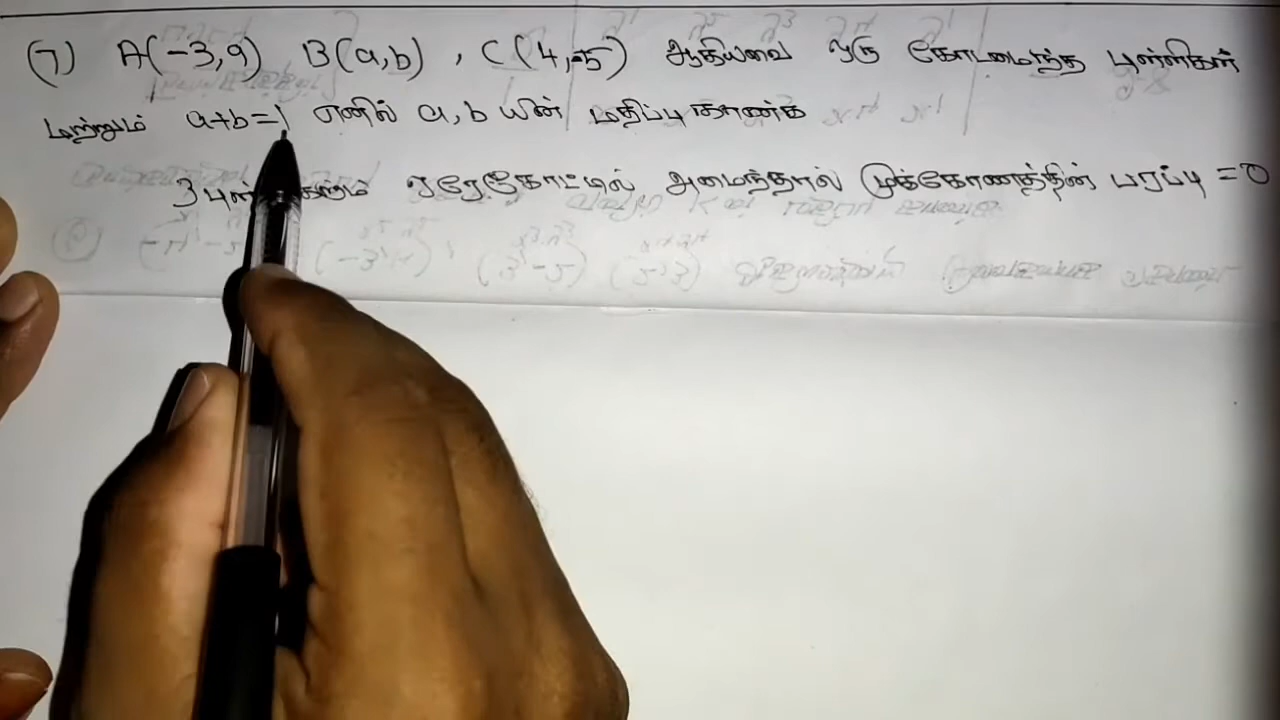 (7) A(-3,9) B(a,b) , C(4,-5) ஆகியவை ஒரு கோடமைந்த புள்ளிகள்
மற்றும் a+b=1 எனில் a,b யின் மதிப்பு காண்க
3 ஒரே கோட்டில் அமைந்தால் முக்கோணத்தின் பரப்பு = 0